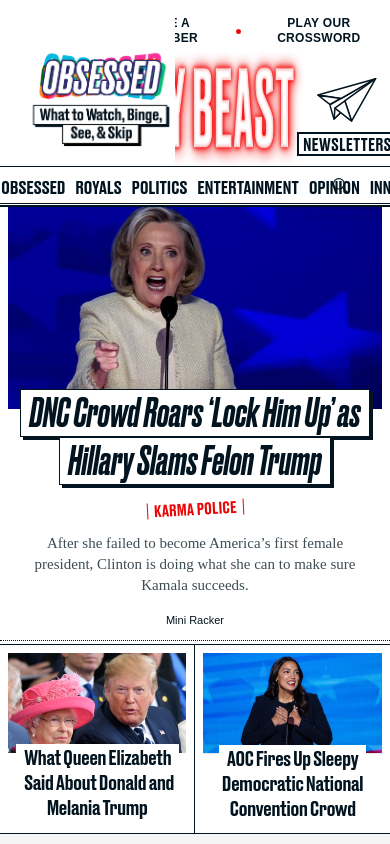 E A
BER
PLAY OUR
CROSSWORD
OBSESSED
What to Watch, Binge,
See, & Skip
Y BEAST
NEWSLETTERS
OBSESSED ROYALS POLITICS ENTERTAINMENT OPINION INN
DNC Crowd Roars ‘Lock Him Up’ as
Hillary Slams Felon Trump
KARMA POLICE
After she failed to become America’s first female
president, Clinton is doing what she can to make sure
Kamala succeeds.
Mini Racker
What Queen Elizabeth
Said About Donald and
Melania Trump
AOC Fires Up Sleepy
Democratic National
Convention Crowd